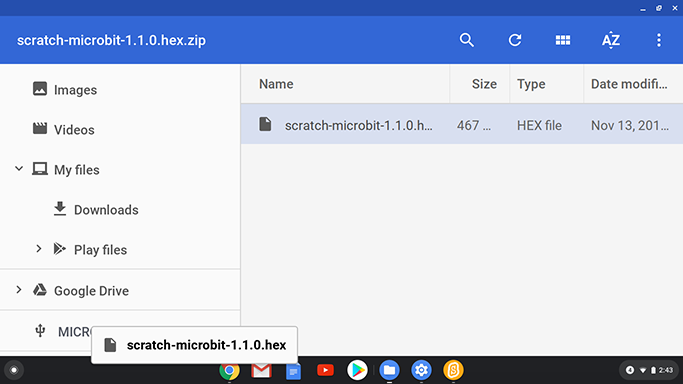 scratch-microbit-1.1.0.hex.zip
AZ
Name
Size
Type
Date modifi...
Images
scratch-microbit-1.1.0.h...
467 ...
HEX file
Nov 13, 201...
Videos
My files
Downloads
Play files
Google Drive
MICRO
scratch-microbit-1.1.0.hex
2:43